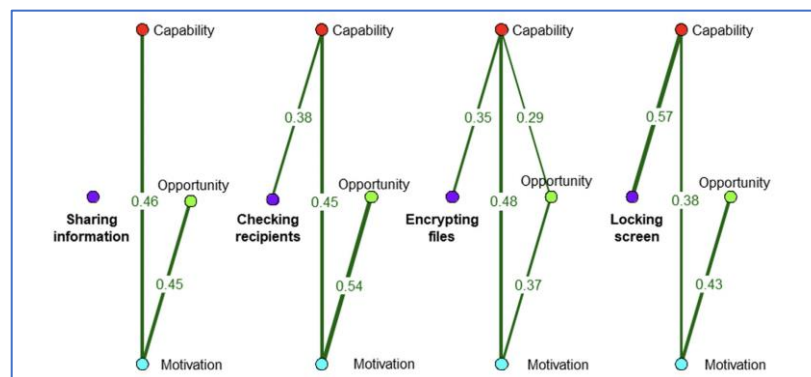 Capability Capability Capability Capability
0.38 0.35 0.29 0.57
Opportunity Opportunity Opportunity Opportunity
0.46 0.45 0.48 0.38
Sharing Checking Encrypting Locking
information recipients files screen
0.45 0.54 0.37 0.43
Motivation Motivation Motivation Motivation